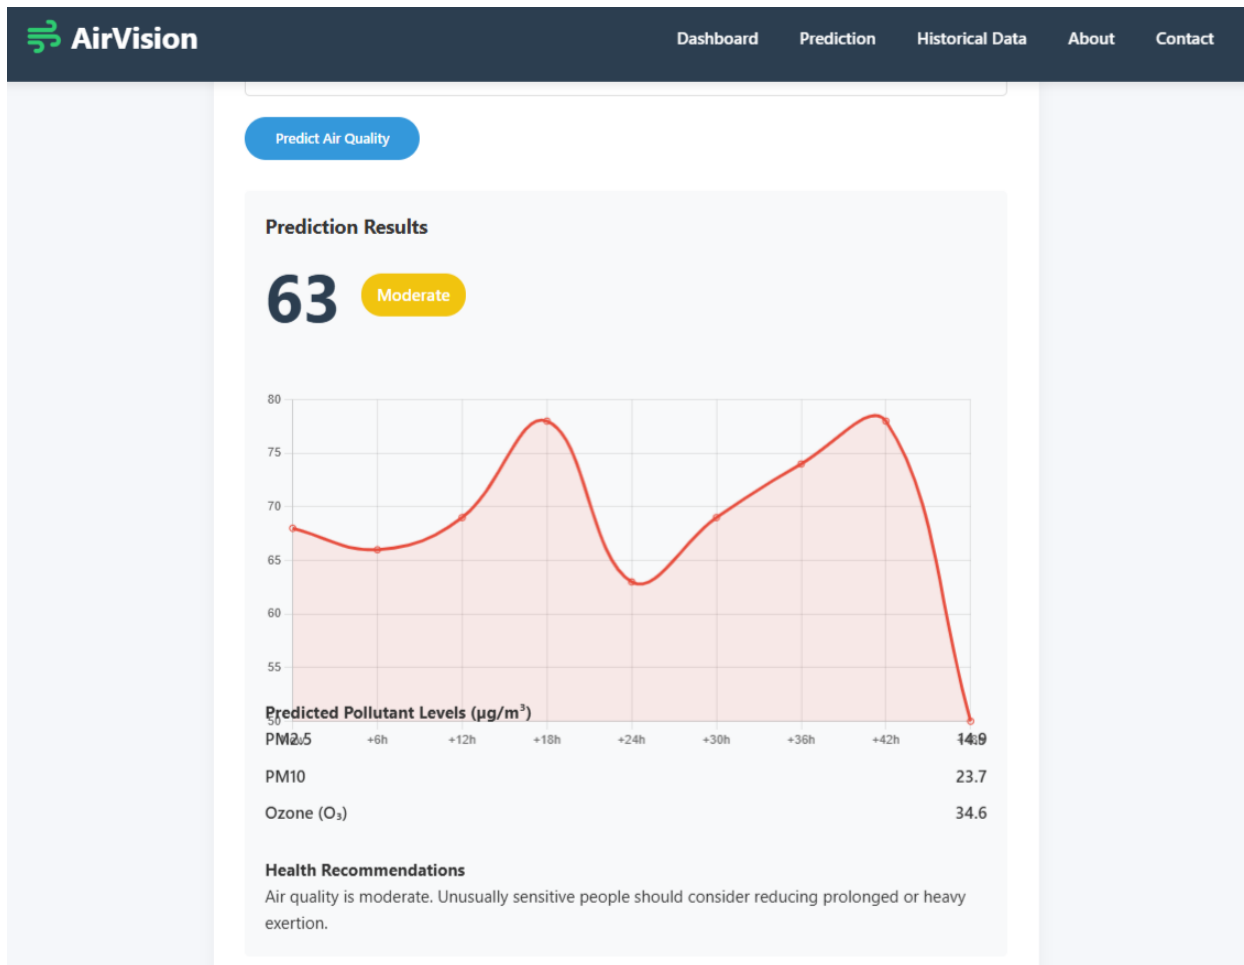 AirVision
Dashboard Prediction Historical Data About Contact
Predict Air Quality
Prediction Results
63 Moderate
80
75
70
65
60
55
50
Predicted Pollutant Levels (μg/m³)
+6h +12h +18h +24h +30h +36h +42h
PM2.5 14.9
PM10 23.7
Ozone (O₃) 34.6
Health Recommendations
Air quality is moderate. Unusually sensitive people should consider reducing prolonged or heavy
exertion.